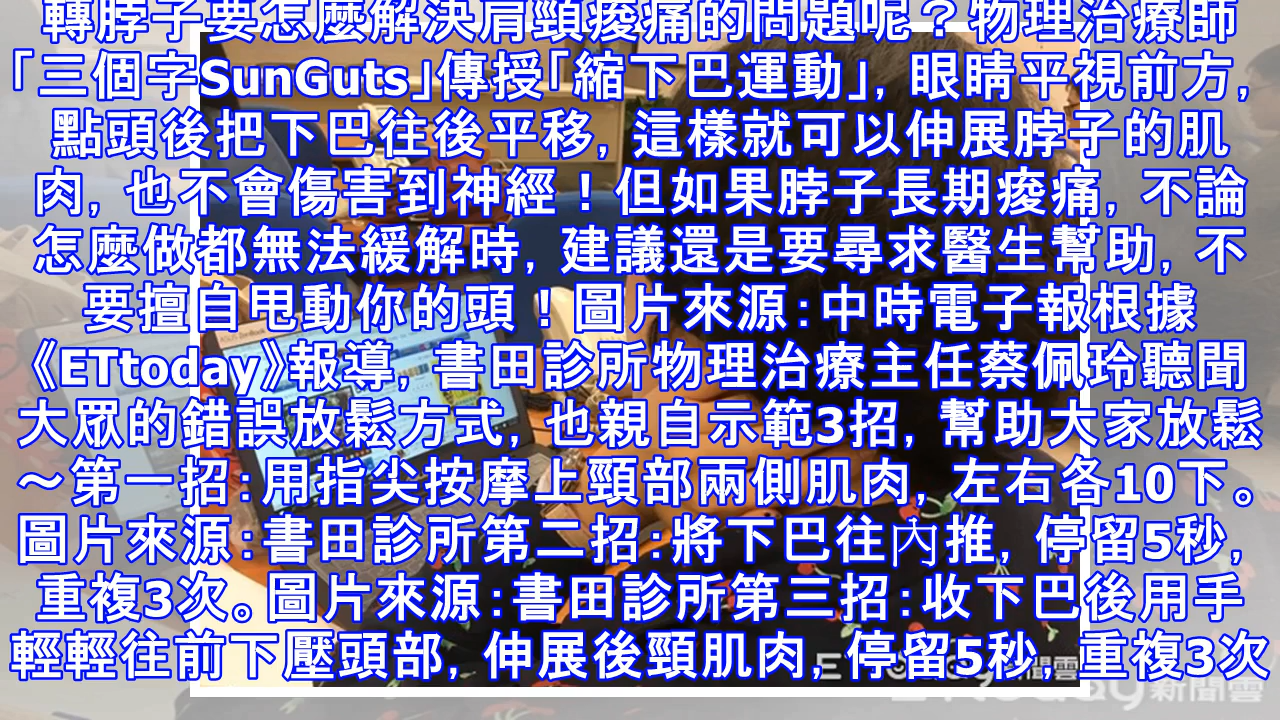 轉脖子要怎麼解決肩頸痠痛的問題呢？物理治療師
「三個字SunGuts」傳授「縮下巴運動」，眼睛平視前方，
點頭後把下巴往後平移，這樣就可以伸展脖子的肌
肉，也不會傷害到神經！但如果脖子長期痠痛，不論
怎麼做都無法緩解時，建議還是要尋求醫生幫助，不
要擅自甩動你的頭！圖片來源：中時電子報根據
《ETtoday》報導，書田診所物理治療主任蔡佩玲聽聞
大眾的錯誤放鬆方式，也親自示範3招，幫助大家放鬆
～第一招：用指尖按摩上頸部兩側肌肉，左右各10下。
圖片來源：書田診所第二招：將下巴往內推，停留5秒，
重複3次。圖片來源：書田診所第三招：收下巴後用手
輕輕往前下壓頭部，伸展後頸肌肉，停留5秒，重複3次
ETtoday新聞雲